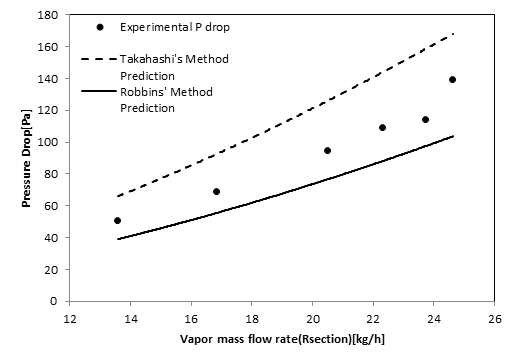 Experimental P drop
Takahashi's Method
Prediction
Robbins' Method
Prediction
Pressure Drop[Pa]
180
160
140
120
100
80
60
40
20
0
12
14
16
18
20
22
24
26
Vapor mass flow rate(Rsection)[kg/h]